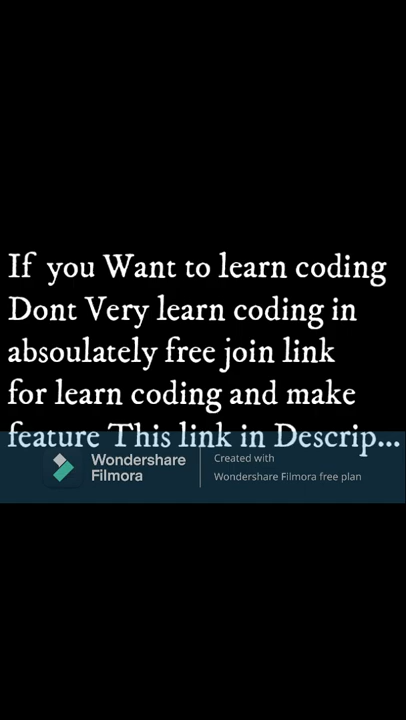 If you Want to learn coding
Dont Very learn coding in
absoulately free join link
for learn coding and make
feature This link in Descrip...
Wondershare
Filmora
Created with
Wondershare Filmora free plan